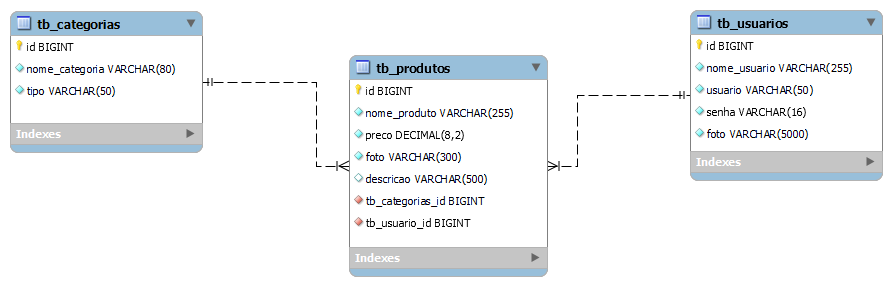 tb_categorias
id BIGINT
nome_categoria VARCHAR(80)
tipo VARCHAR(50)
Indexes
tb_produtos
id BIGINT
nome_produto VARCHAR(255)
preco DECIMAL(8,2)
foto VARCHAR(300)
descricao VARCHAR(500)
tb_categorias_id BIGINT
tb_usuario_id BIGINT
Indexes
tb_usuarios
id BIGINT
nome_usuario VARCHAR(255)
usuario VARCHAR(50)
senha VARCHAR(16)
foto VARCHAR(5000)
Indexes